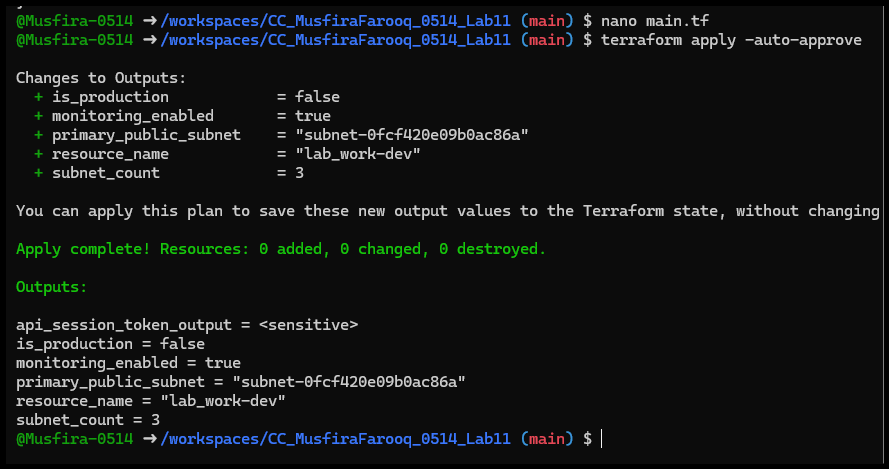 @Musfira-0514 ➜/workspaces/CC_MusfiraFarooq_0514_Lab11 (main) $ nano main.tf
@Musfira-0514 ➜/workspaces/CC_MusfiraFarooq_0514_Lab11 (main) $ terraform apply -auto-approve
Changes to Outputs:
+ is_production = false
+ monitoring_enabled = true
+ primary_public_subnet = "subnet-0fcf420e09b0ac86a"
+ resource_name = "lab_work-dev"
+ subnet_count = 3
You can apply this plan to save these new output values to the Terraform state, without changing
Apply complete! Resources: 0 added, 0 changed, 0 destroyed.
Outputs:
api_session_token_output = <sensitive>
is_production = false
monitoring_enabled = true
primary_public_subnet = "subnet-0fcf420e09b0ac86a"
resource_name = "lab_work-dev"
subnet_count = 3
@Musfira-0514 ➜/workspaces/CC_MusfiraFarooq_0514_Lab11 (main) $